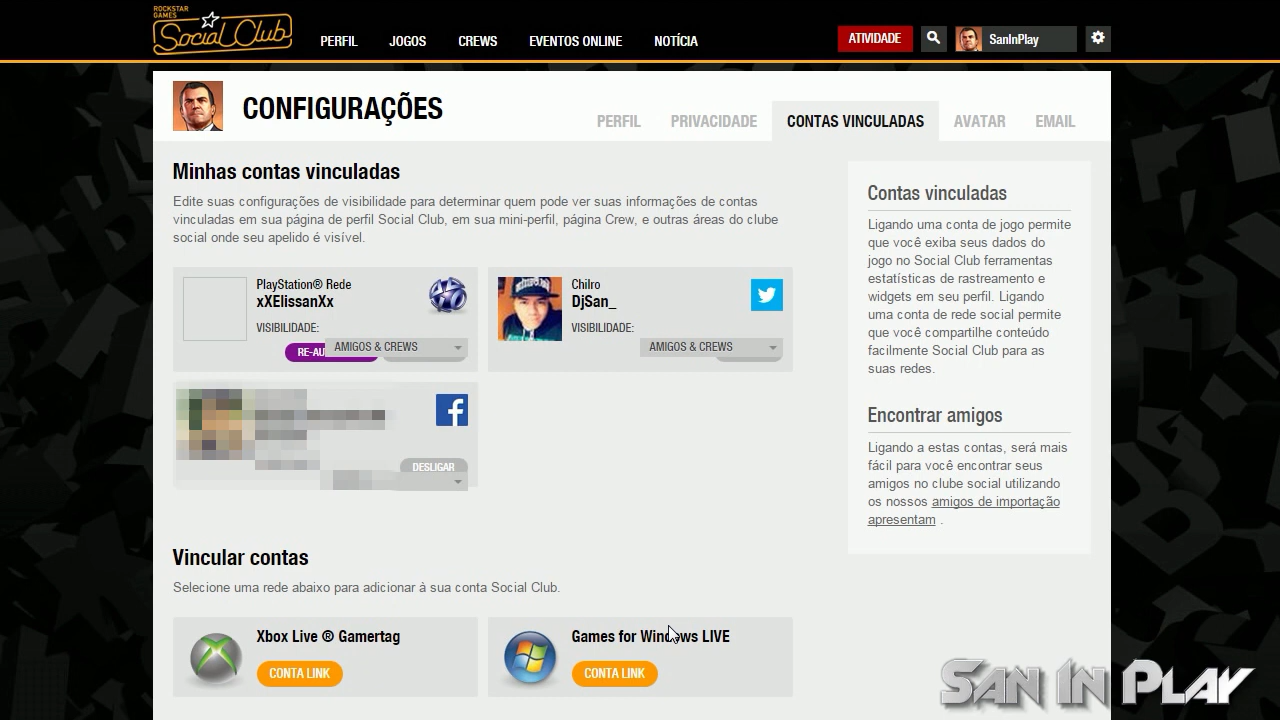 ROCKSTAR
GAMES
Social Club
PERFIL
JOGOS
CREWS
EVENTOS ONLINE
NOTÍCIA
ATIVIDADE
SanInPlay
CONFIGURAÇÕES
PERFIL
PRIVACIDADE
CONTAS VINCULADAS
AVATAR
EMAIL
Minhas contas vinculadas
Edite suas configurações de visibilidade para determinar quem pode ver suas informações de contas
vinculadas em sua página de perfil Social Club, em sua mini-perfil, página Crew, e outras áreas do clube
social onde seu apelido é visível.
PlayStation® Rede
xXElissanXx
VISIBILIDADE:
RE-AU
AMIGOS & CREWS
Chilro
DjSan_
VISIBILIDADE:
AMIGOS & CREWS
DESLIGAR
Vincular contas
Selecione uma rede abaixo para adicionar à sua conta Social Club.
Xbox Live ® Gamertag
CONTA LINK
Games for Windows LIVE
CONTA LINK
Contas vinculadas
Ligando uma conta de jogo permite
que você exiba seus dados do
jogo no Social Club ferramentas
estatísticas de rastreamento e
widgets em seu perfil. Ligando
uma conta de rede social permite
que você compartilhe conteúdo
facilmente Social Club para as
suas redes.
Encontrar amigos
Ligando a estas contas, será mais
fácil para você encontrar seus
amigos no clube social utilizando
os nossos amigos de importação
apresentam .
San In Play